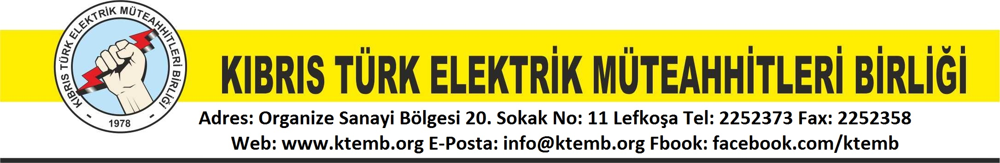 KIBRIS TÜRK ELEKTRİK MÜTEAHHİTLERİ BİRLİĞİ
- 1978 -
KIBRIS TÜRK ELEKTRİK MÜTEAHHİTLERİ BİRLİĞİ
Adres: Organize Sanayi Bölgesi 20. Sokak No: 11 Lefkoşa Tel: 2252373 Fax: 2252358
Web: www.ktemb.org E-Posta: info@ktemb.org Fbook: facebook.com/ktemb